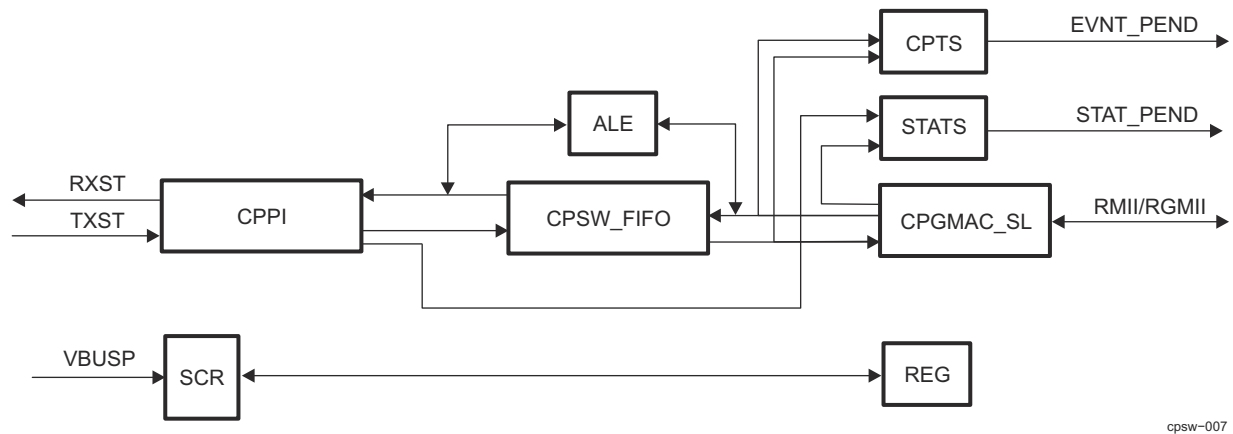 CPTS
EVNT_PEND
ALE
STATS
STAT_PEND
RXST
TXST
CPPI
CPSW_FIFO
CPGMAC_SL
RMII/RGMII
VBUSP
SCR
REG
cpsw−007